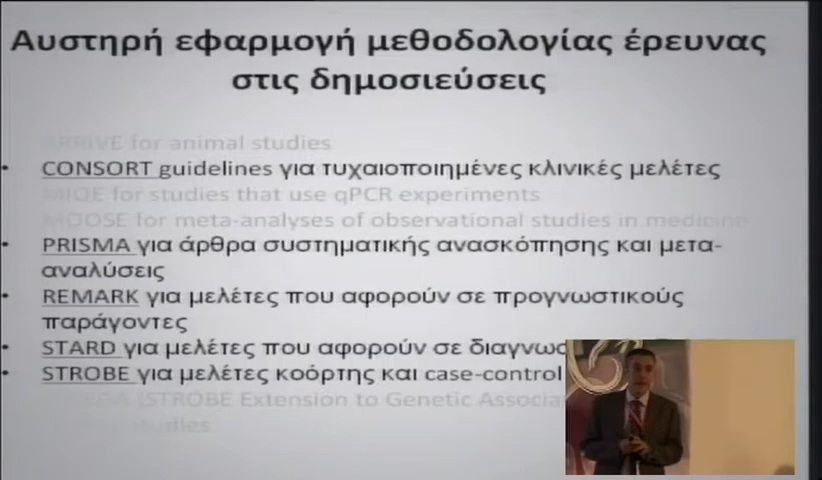 Αυστηρή εφαρμογή μεθοδολογίας έρευνας
στις δημοσιεύσεις
ARRIVE for animal studies
• CONSORT guidelines για τυχαιοποιημένες κλινικές μελέτες
MIQE for studies that use qPCR experiments
MOOSE for meta-analyses of observational studies in medicine
• PRISMA για άρθρα συστηματικής ανασκόπησης και μετα-
αναλύσεις
• REMARK για μελέτες που αφορούν σε προγνωστικούς
παράγοντες
• STARD για μελέτες που αφορούν σε
• STROBE για μελέτες κοόρτης και case-control
(STROBE Extension to Genetic
studies